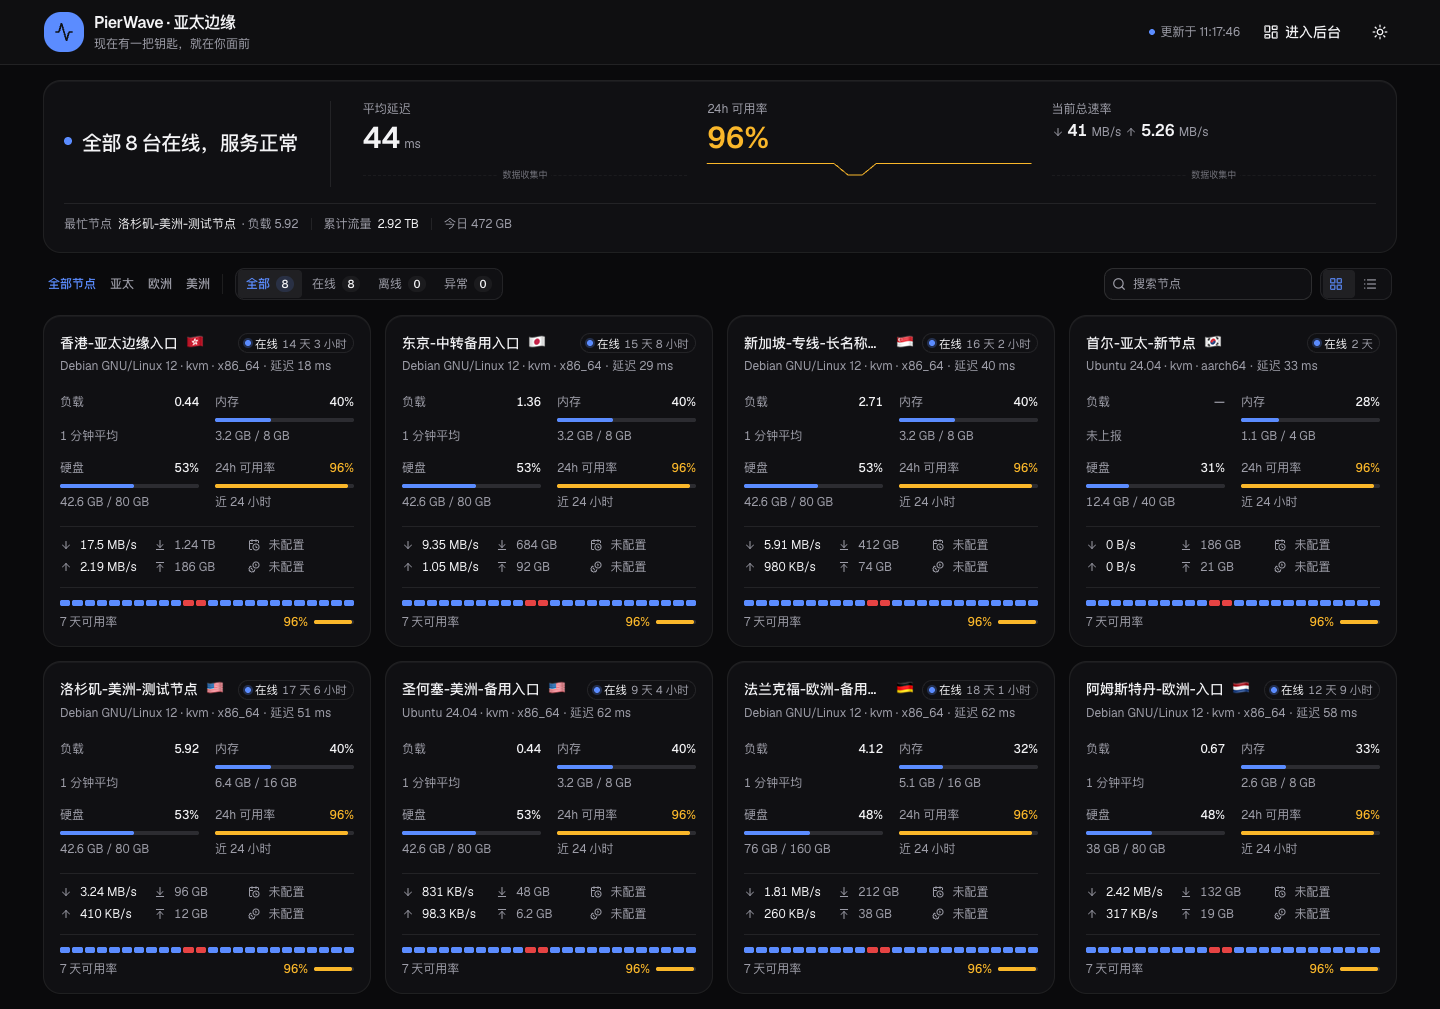 PierWave · 亚太边缘
现在有一把钥匙，就在你面前
更新于 11:17:46
进入后台
全部 8 台在线，服务正常
平均延迟
44 ms
数据收集中
24h 可用率
96%
当前总速率
↓ 41 MB/s ↑ 5.26 MB/s
数据收集中
最忙节点 洛杉矶-美洲-测试节点 · 负载 5.92 累计流量 2.92 TB 今日 472 GB
全部节点 亚太 欧洲 美洲 全部 8 在线 8 离线 0 异常 0
搜索节点
香港-亚太边缘入口 在线 14 天 3 小时
Debian GNU/Linux 12 · kvm · x86_64 · 延迟 18 ms
负载 0.44 内存 40%
1 分钟平均 3.2 GB / 8 GB
硬盘 53% 24h 可用率 96%
42.6 GB / 80 GB 近 24 小时
↓ 17.5 MB/s 1.24 TB 未配置
↑ 2.19 MB/s 186 GB 未配置
7 天可用率 96%
东京-中转备用入口 在线 15 天 8 小时
Debian GNU/Linux 12 · kvm · x86_64 · 延迟 29 ms
负载 1.36 内存 40%
1 分钟平均 3.2 GB / 8 GB
硬盘 53% 24h 可用率 96%
42.6 GB / 80 GB 近 24 小时
↓ 9.35 MB/s 684 GB 未配置
↑ 1.05 MB/s 92 GB 未配置
7 天可用率 96%
新加坡-专线-长名称... 在线 16 天 2 小时
Debian GNU/Linux 12 · kvm · x86_64 · 延迟 40 ms
负载 2.71 内存 40%
1 分钟平均 3.2 GB / 8 GB
硬盘 53% 24h 可用率 96%
42.6 GB / 80 GB 近 24 小时
↓ 5.91 MB/s 412 GB 未配置
↑ 980 KB/s 74 GB 未配置
7 天可用率 96%
首尔-亚太-新节点 在线 2 天
Ubuntu 24.04 · kvm · aarch64 · 延迟 33 ms
负载 — 内存 28%
未上报 1.1 GB / 4 GB
硬盘 31% 24h 可用率 96%
12.4 GB / 40 GB 近 24 小时
↓ 0 B/s 186 GB 未配置
↑ 0 B/s 21 GB 未配置
7 天可用率 96%
洛杉矶-美洲-测试节点 在线 17 天 6 小时
Debian GNU/Linux 12 · kvm · x86_64 · 延迟 51 ms
负载 5.92 内存 40%
1 分钟平均 6.4 GB / 16 GB
硬盘 53% 24h 可用率 96%
42.6 GB / 80 GB 近 24 小时
↓ 3.24 MB/s 96 GB 未配置
↑ 410 KB/s 12 GB 未配置
7 天可用率 96%
圣何塞-美洲-备用入口 在线 9 天 4 小时
Ubuntu 24.04 · kvm · x86_64 · 延迟 62 ms
负载 0.44 内存 40%
1 分钟平均 3.2 GB / 8 GB
硬盘 53% 24h 可用率 96%
42.6 GB / 80 GB 近 24 小时
↓ 831 KB/s 48 GB 未配置
↑ 98.3 KB/s 6.2 GB 未配置
7 天可用率 96%
法兰克福-欧洲-备用... 在线 18 天 1 小时
Debian GNU/Linux 12 · kvm · x86_64 · 延迟 62 ms
负载 4.12 内存 32%
1 分钟平均 5.1 GB / 16 GB
硬盘 48% 24h 可用率 96%
76 GB / 160 GB 近 24 小时
↓ 1.81 MB/s 212 GB 未配置
↑ 260 KB/s 38 GB 未配置
7 天可用率 96%
阿姆斯特丹-欧洲-入口 在线 12 天 9 小时
Debian GNU/Linux 12 · kvm · x86_64 · 延迟 58 ms
负载 0.67 内存 33%
1 分钟平均 2.6 GB / 8 GB
硬盘 48% 24h 可用率 96%
38 GB / 80 GB 近 24 小时
↓ 2.42 MB/s 132 GB 未配置
↑ 317 KB/s 19 GB 未配置
7 天可用率 96%